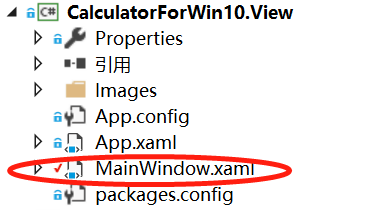 CalculatorForWin10.View
Properties
引用
Images
App.config
App.xaml
MainWindow.xaml
packages.config